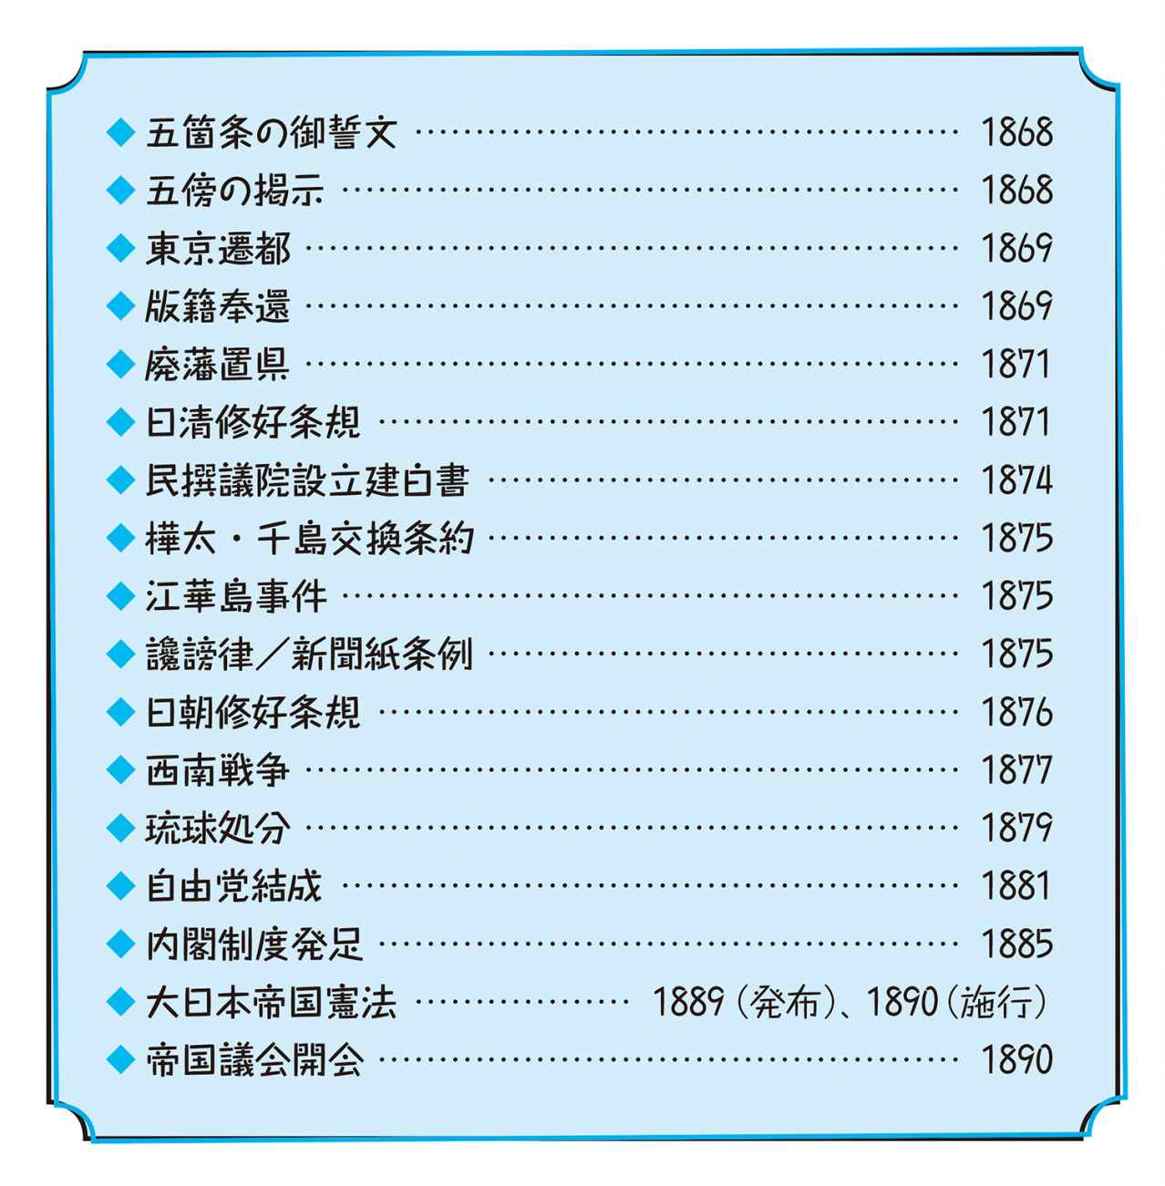 ◆五箇条の御誓文 …………………………………… 1868
◆五傍の掲示 …………………………………… 1868
◆東京遷都 …………………………………… 1869
◆版籍奉還 …………………………………… 1869
◆廃藩置県 …………………………………… 1871
◆日清修好条規 …………………………………… 1871
◆民撰議院設立建白書 …………………………………… 1874
◆樺太・千島交換条約 …………………………………… 1875
◆江華島事件 …………………………………… 1875
◆讒謗律／新聞紙条例 …………………………………… 1875
◆日朝修好条規 …………………………………… 1876
◆西南戦争 …………………………………… 1877
◆琉球処分 …………………………………… 1879
◆自由党結成 …………………………………… 1881
◆内閣制度発足 …………………………………… 1885
◆大日本帝国憲法 ……………… 1889（発布）、1890（施行）
◆帝国議会開会 …………………………………… 1890